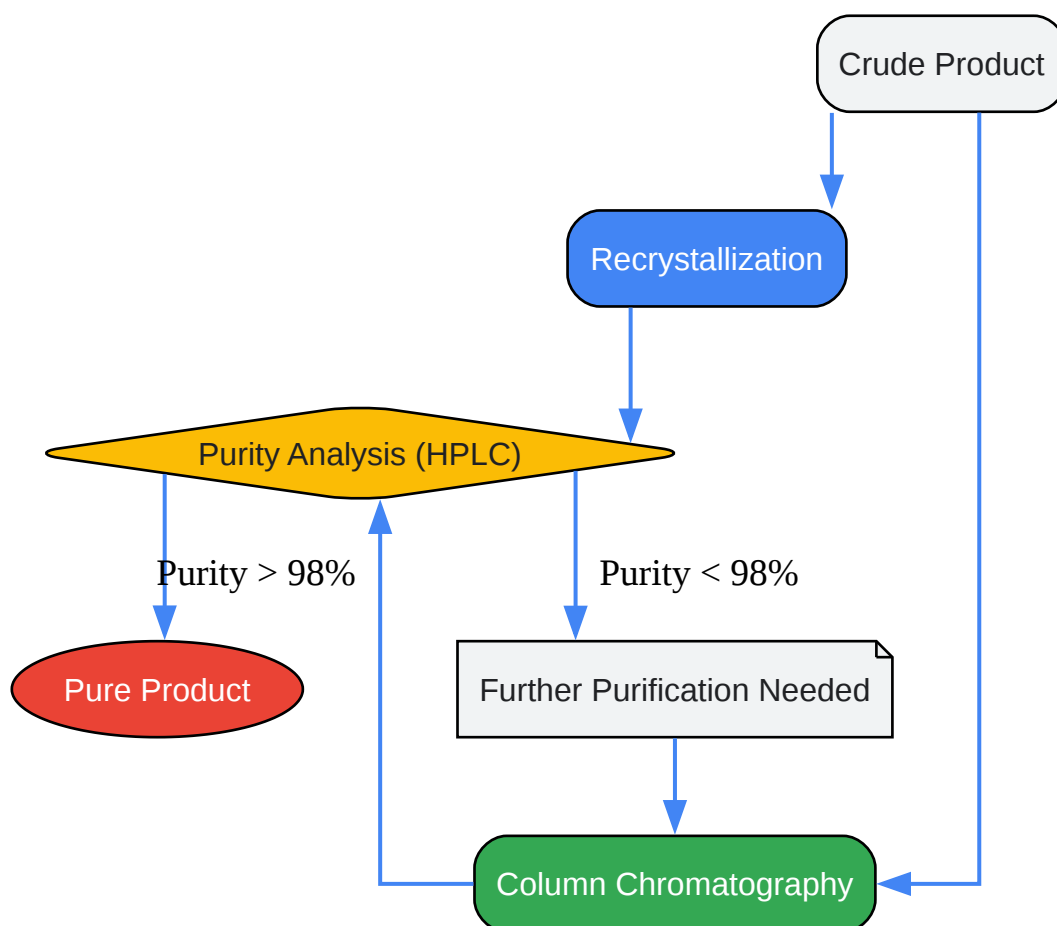 Crude Product
Recrystallization
Purity Analysis (HPLC)
Purity > 98%
Purity < 98%
Pure Product
Further Purification Needed
Column Chromatography